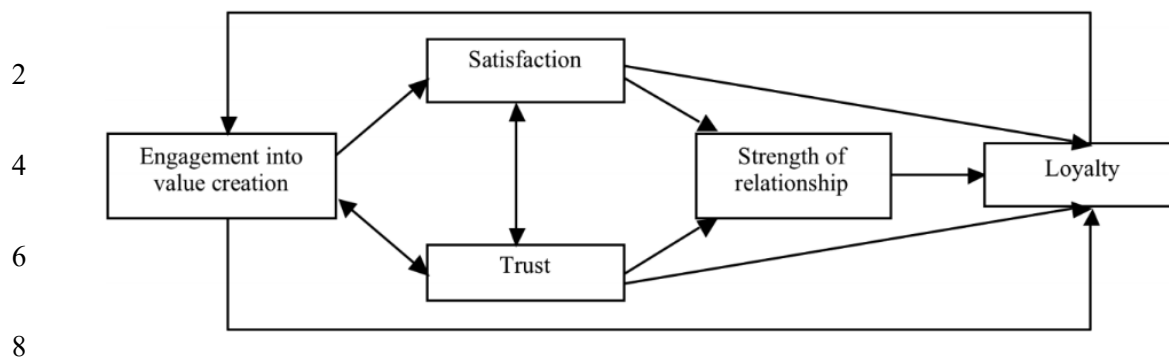 2
Satisfaction
4
Engagement into
value creation
Strength of
relationship
Loyalty
6
Trust
8